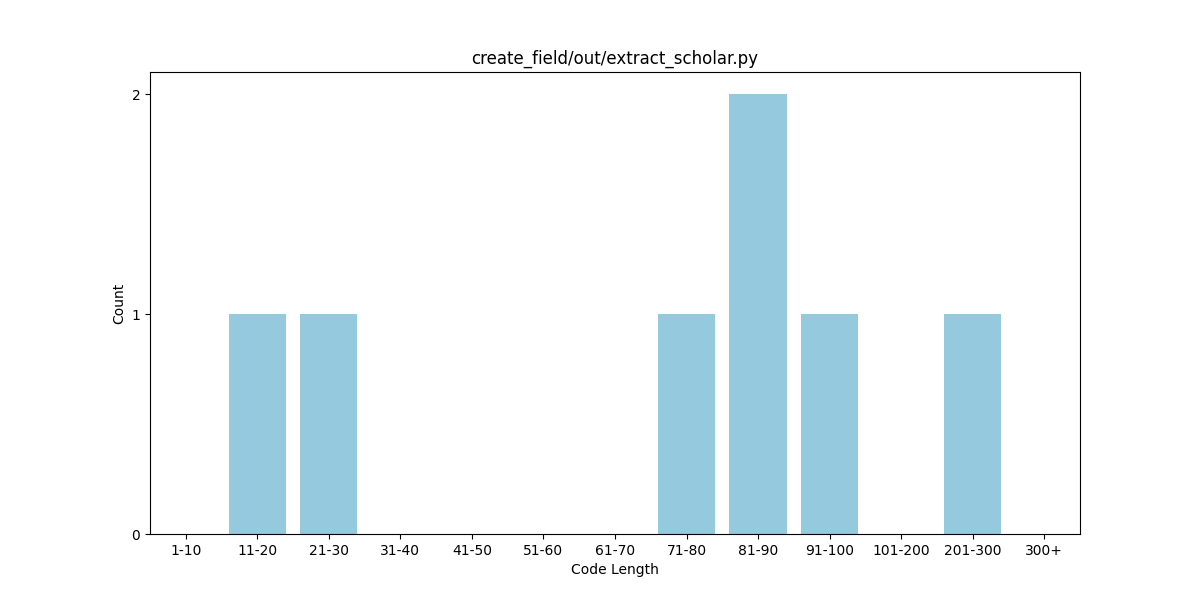 create_field/out/extract_scholar.py
2
1
0
Count
1-10 11-20 21-30 31-40 41-50 51-60 61-70 71-80 81-90 91-100 101-200 201-300 300+
Code Length